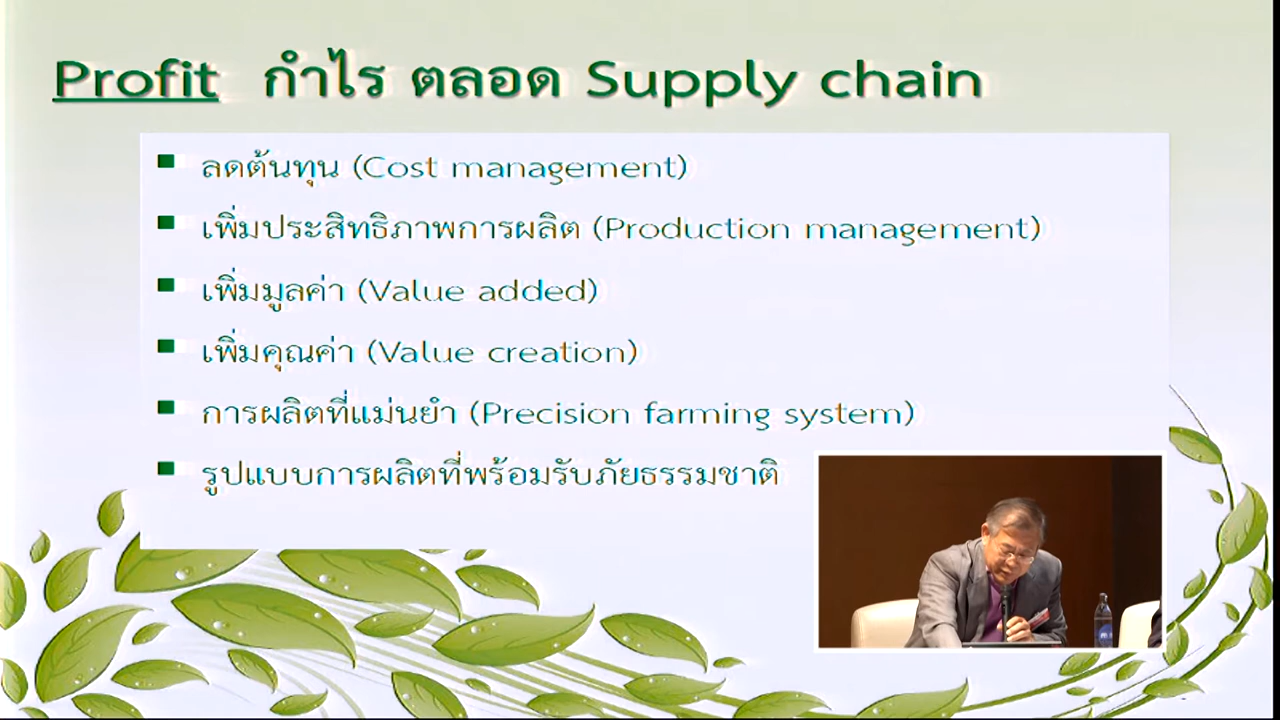 Profit กำไร ตลอด Supply chain
ลดต้นทุน (Cost management)
เพิ่มประสิทธิภาพการผลิต (Production management)
เพิ่มมูลค่า (Value added)
เพิ่มคุณค่า (Value creation)
การผลิตที่แม่นยำ (Precision farming system)
รูปแบบการผลิตที่พร้อมรับภัยธรรมชาติ